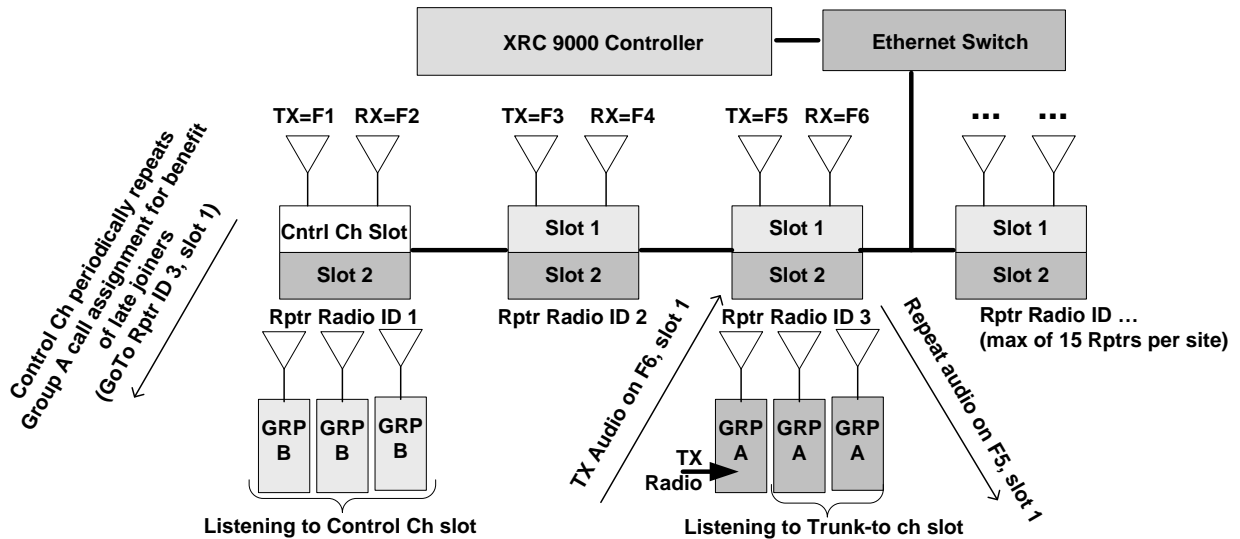 XRC 9000 Controller
Ethernet Switch
TX=F1
RX=F2
TX=F3
RX=F4
TX=F5
RX=F6
...
...
Control Ch periodically repeats
Group A call assignment for benefit
of late joiners
(GoTo Rptr ID 3, slot 1)
Cntrl Ch Slot
Slot 2
Slot 1
Slot 2
Slot 1
Slot 2
Slot 1
Slot 2
Rptr Radio ID 1
Rptr Radio ID 2
Rptr Radio ID 3
Rptr Radio ID …
(max of 15 Rptrs per site)
TX Audio on F6, slot 1
Repeat audio on F5, slot 1
GRP
B
GRP
B
GRP
B
TX
Radio
GRP
A
GRP
A
GRP
A
Listening to Control Ch slot
Listening to Trunk-to ch slot